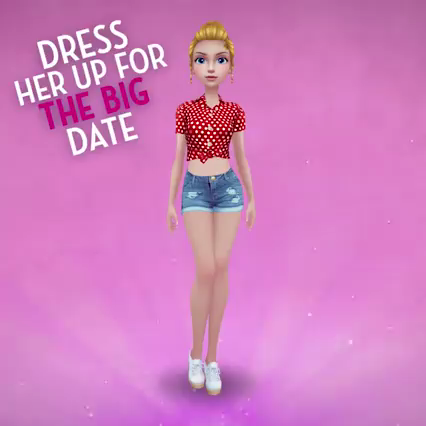 DRESS
HER UP FOR
THE BIG
DATE